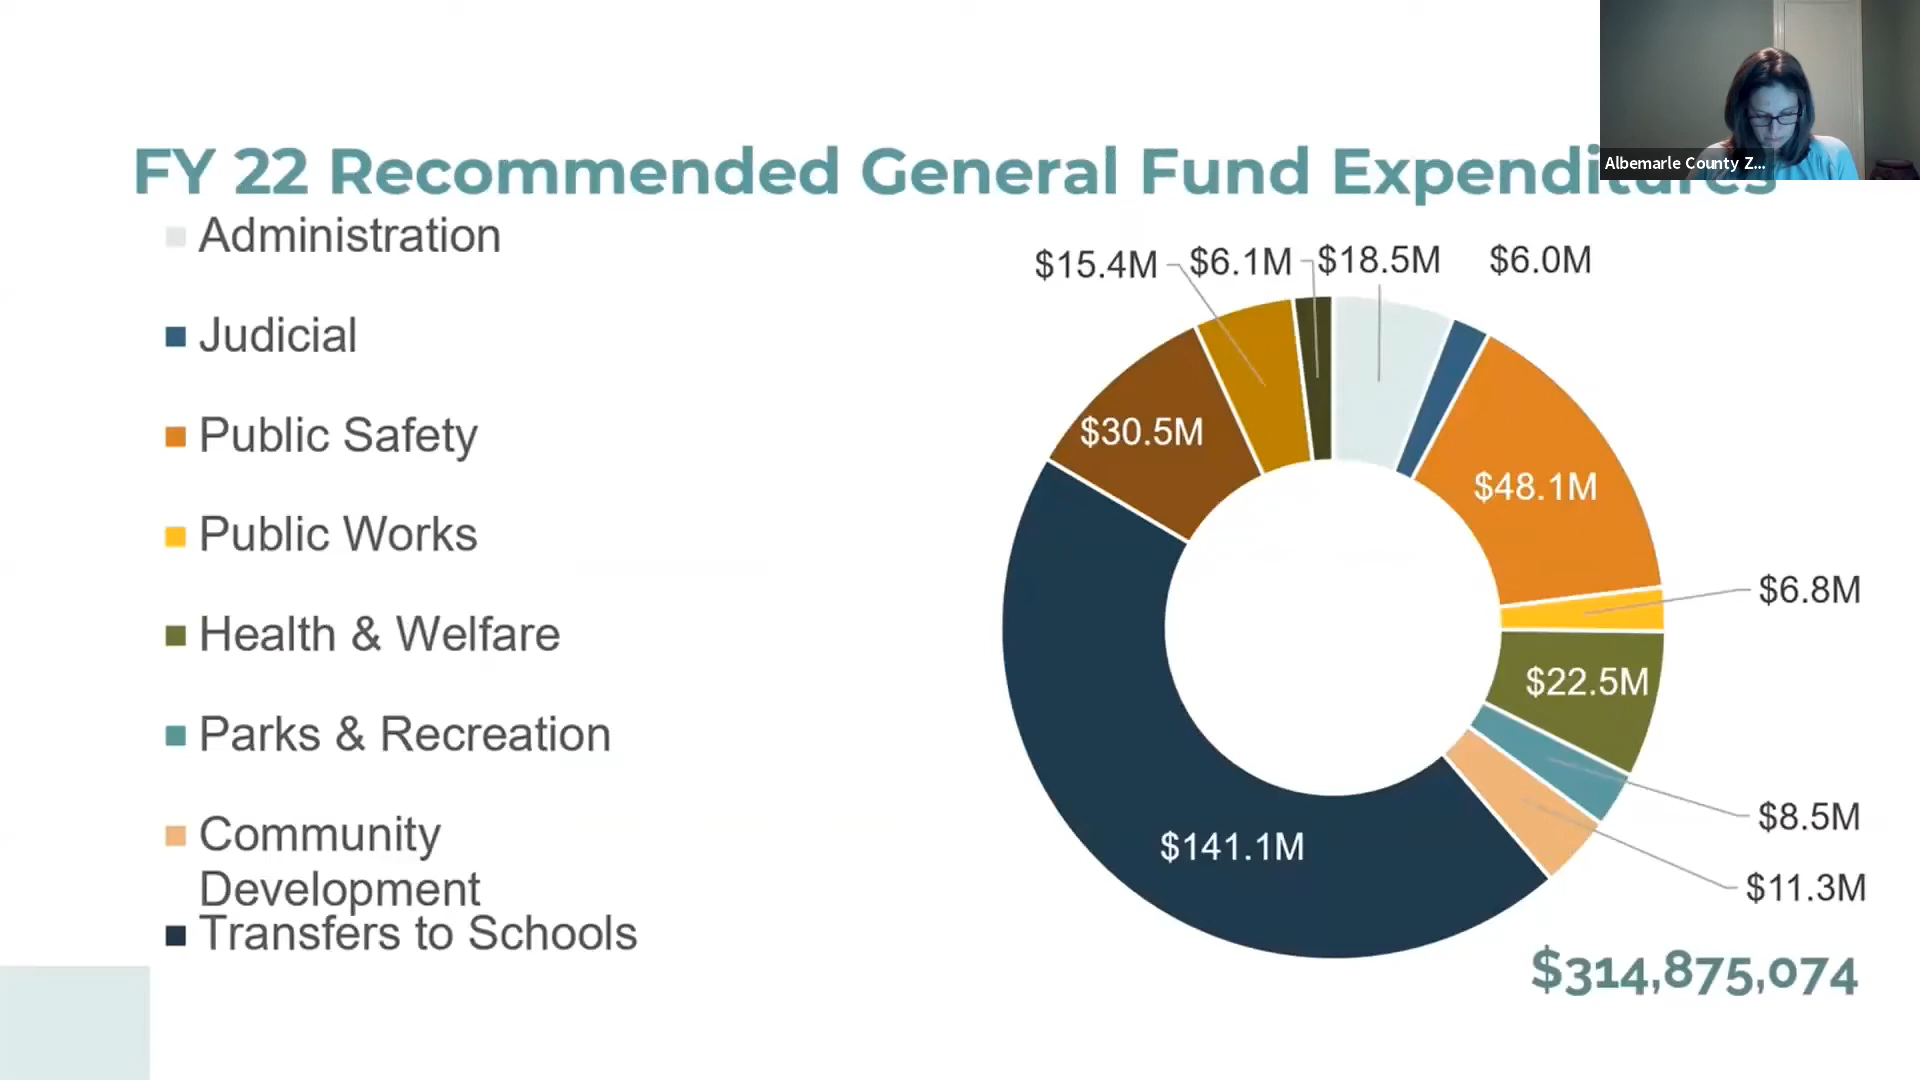 FY 22 Recommended General Fund Expenditures
Albemarle County Z...
Administration
Judicial
Public Safety
Public Works
Health & Welfare
Parks & Recreation
Community
Development
Transfers to Schools
$15.4M
$6.1M
$18.5M
$6.0M
$30.5M
$48.1M
$6.8M
$22.5M
$8.5M
$141.1M
$11.3M
$314,875,074